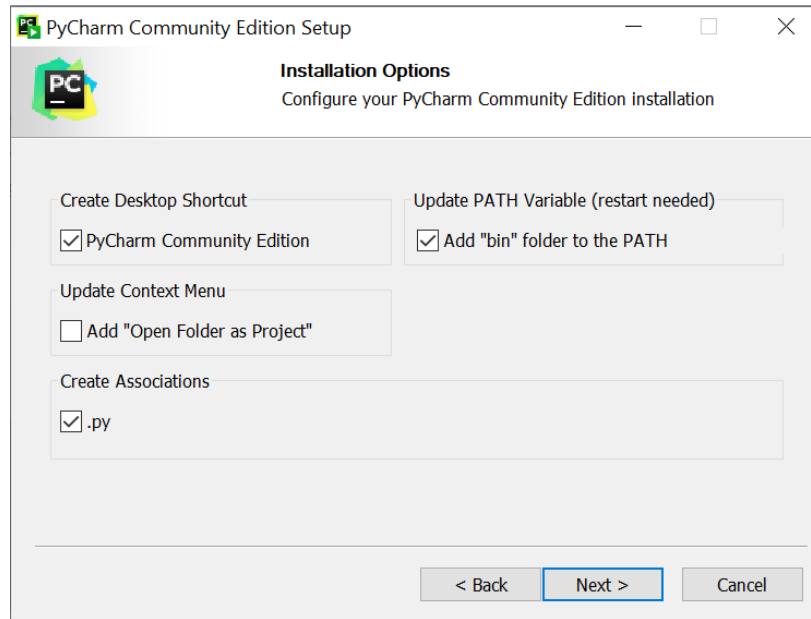 PyCharm Community Edition Setup
PC
Installation Options
Configure your PyCharm Community Edition installation
Create Desktop Shortcut
PyCharm Community Edition
Update PATH Variable (restart needed)
Add "bin" folder to the PATH
Update Context Menu
Add "Open Folder as Project"
Create Associations
.py
< Back
Next >
Cancel